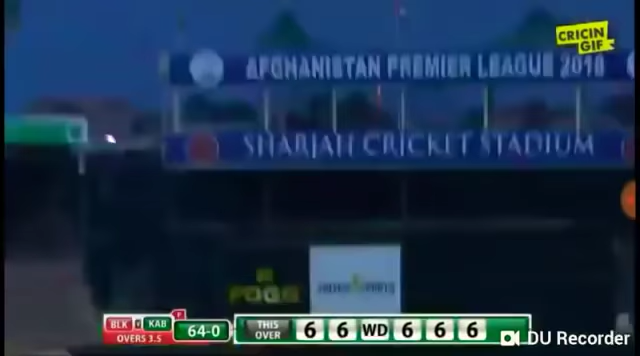 CRICIN
GIF
AFGHANISTAN PREMIER LEAGUE 2018
SHARJAH CRICKET STADIUM
BLK v KAB P 64-0 THIS OVER 6 6 WD 6 6 6
OVERS 3.5
DU Recorder